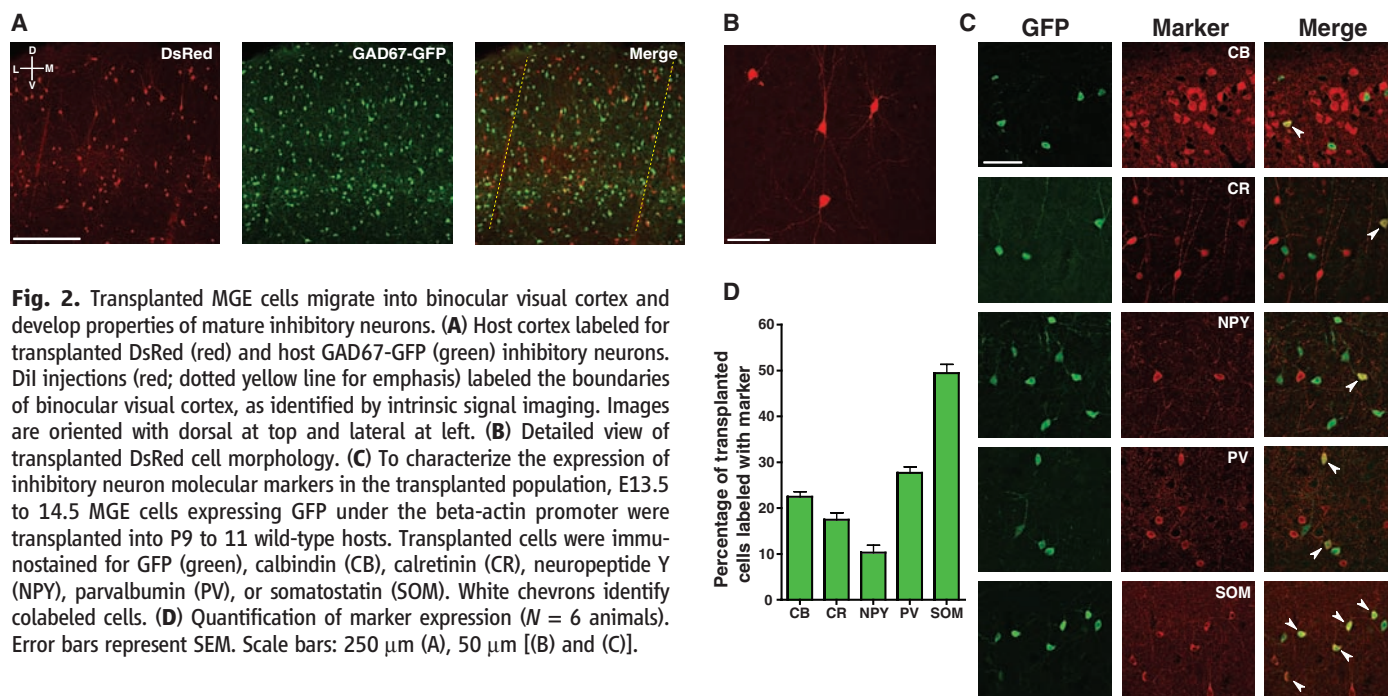 A
D
L
M
V
DsRed
GAD67-GFP
Merge
B
C
GFP
Marker
Merge
CB
CR
NPY
PV
SOM
Fig. 2. Transplanted MGE cells migrate into binocular visual cortex and
develop properties of mature inhibitory neurons. (A) Host cortex labeled for
transplanted DsRed (red) and host GAD67-GFP (green) inhibitory neurons.
DiI injections (red; dotted yellow line for emphasis) labeled the boundaries
of binocular visual cortex, as identified by intrinsic signal imaging. Images
are oriented with dorsal at top and lateral at left. (B) Detailed view of
transplanted DsRed cell morphology. (C) To characterize the expression of
inhibitory neuron molecular markers in the transplanted population, E13.5
to 14.5 MGE cells expressing GFP under the beta-actin promoter were
transplanted into P9 to 11 wild-type hosts. Transplanted cells were immu-
nostained for GFP (green), calbindin (CB), calretinin (CR), neuropeptide Y
(NPY), parvalbumin (PV), or somatostatin (SOM). White chevrons identify
colabeled cells. (D) Quantification of marker expression (N = 6 animals).
Error bars represent SEM. Scale bars: 250 μm (A), 50 μm [(B) and (C)].
D
Percentage of transplanted
cells labeled with marker
60
50
40
30
20
10
0
CB CR NPY PV SOM